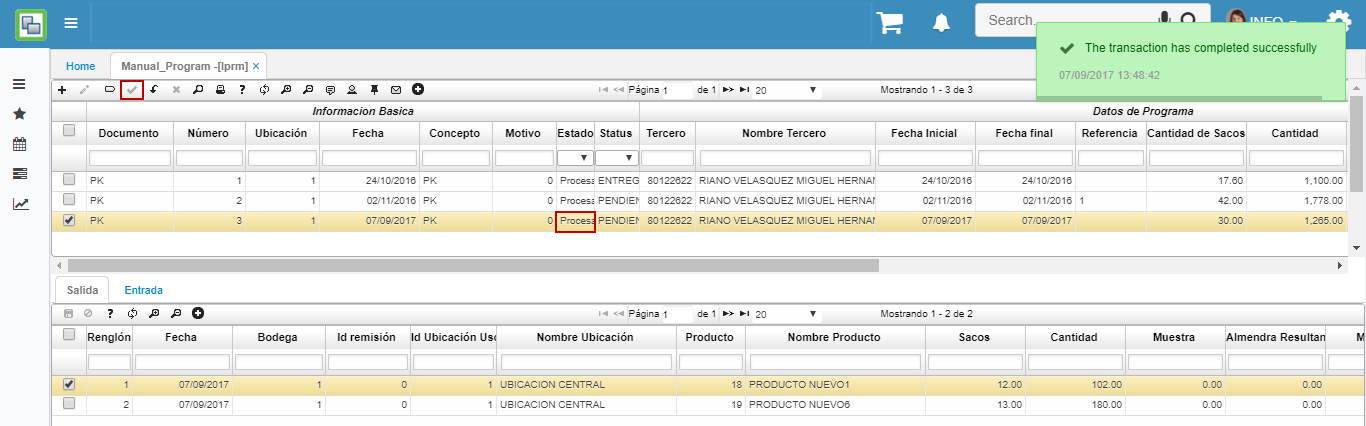 Search...
INFO
The transaction has completed successfully
07/09/2017 13:48:42
Home
Manual_Program -[lprm] ×
Página 1 de 1 20 Mostrando 1 - 3 de 3
Informacion Basica Datos de Programa
Documento Número Ubicación Fecha Concepto Motivo Estado Status Tercero Nombre Tercero Fecha Inicial Fecha final Referencia Cantidad de Sacos Cantidad
PK 1 1 24/10/2016 PK 0 Procesa ENTREG 80122622 RIANO VELASQUEZ MIGUEL HERNAN 24/10/2016 24/10/2016 17.60 1,100.00
PK 2 1 02/11/2016 PK 0 Procesa PENDIEN 80122622 RIANO VELASQUEZ MIGUEL HERNAN 02/11/2016 02/11/2016 1 42.00 1,778.00
PK 3 1 07/09/2017 PK 0 Procesa PENDIEN 80122622 RIANO VELASQUEZ MIGUEL HERNAN 07/09/2017 07/09/2017 30.00 1,265.00
Salida
Entrada
Página 1 de 1 20 Mostrando 1 - 2 de 2
Renglón Fecha Bodega Id remisión Id Ubicación Uso Nombre Ubicación Producto Nombre Producto Sacos Cantidad Muestra Almendra Resultan M
1 07/09/2017 1 0 1 UBICACION CENTRAL 18 PRODUCTO NUEVO1 12.00 102.00 0.00 0.00
2 07/09/2017 1 0 1 UBICACION CENTRAL 19 PRODUCTO NUEVO6 13.00 180.00 0.00 0.00